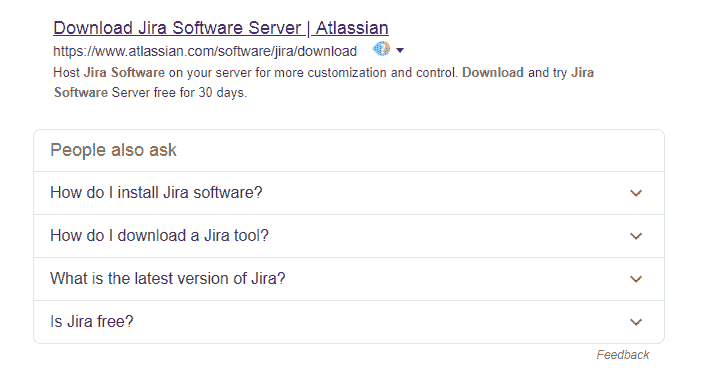 Download Jira Software Server | Atlassian
https://www.atlassian.com/software/jira/download
Host Jira Software on your server for more customization and control. Download and try Jira
Software Server free for 30 days.
People also ask
How do I install Jira software?
How do I download a Jira tool?
What is the latest version of Jira?
Is Jira free?
Feedback